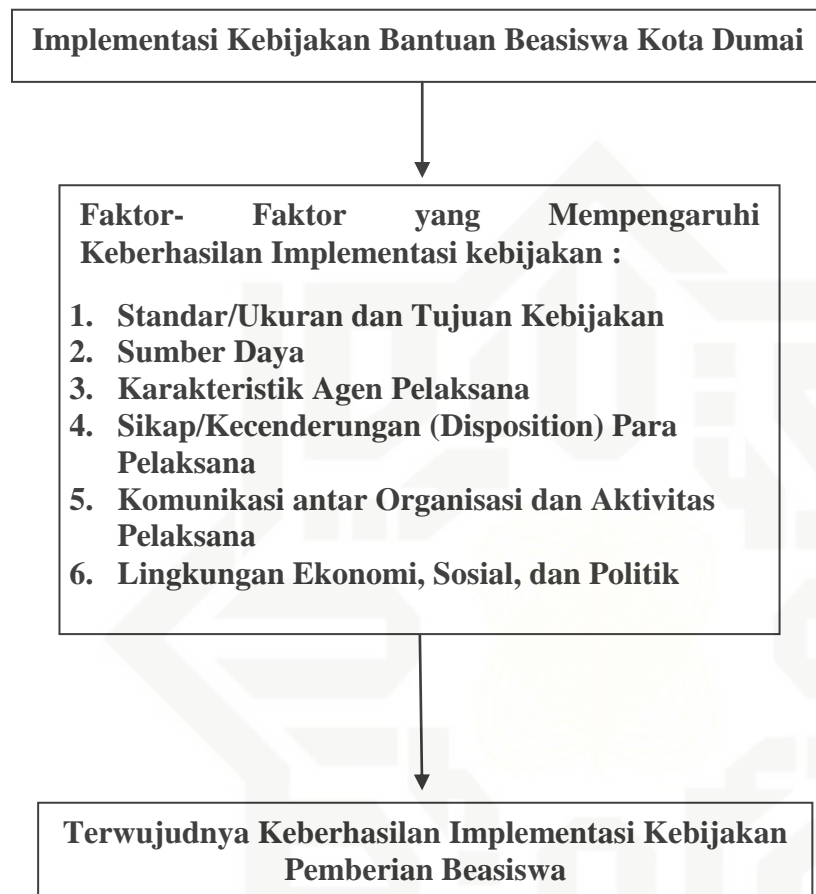 Implementasi Kebijakan Bantuan Beasiswa Kota Dumai
Faktor- Faktor yang Mempengaruhi
Keberhasilan Implementasi kebijakan :
1. Standar/Ukuran dan Tujuan Kebijakan
2. Sumber Daya
3. Karakteristik Agen Pelaksana
4. Sikap/Kecenderungan (Disposition) Para
Pelaksana
5. Komunikasi antar Organisasi dan Aktivitas
Pelaksana
6. Lingkungan Ekonomi, Sosial, dan Politik
Terwujudnya Keberhasilan Implementasi Kebijakan
Pemberian Beasiswa